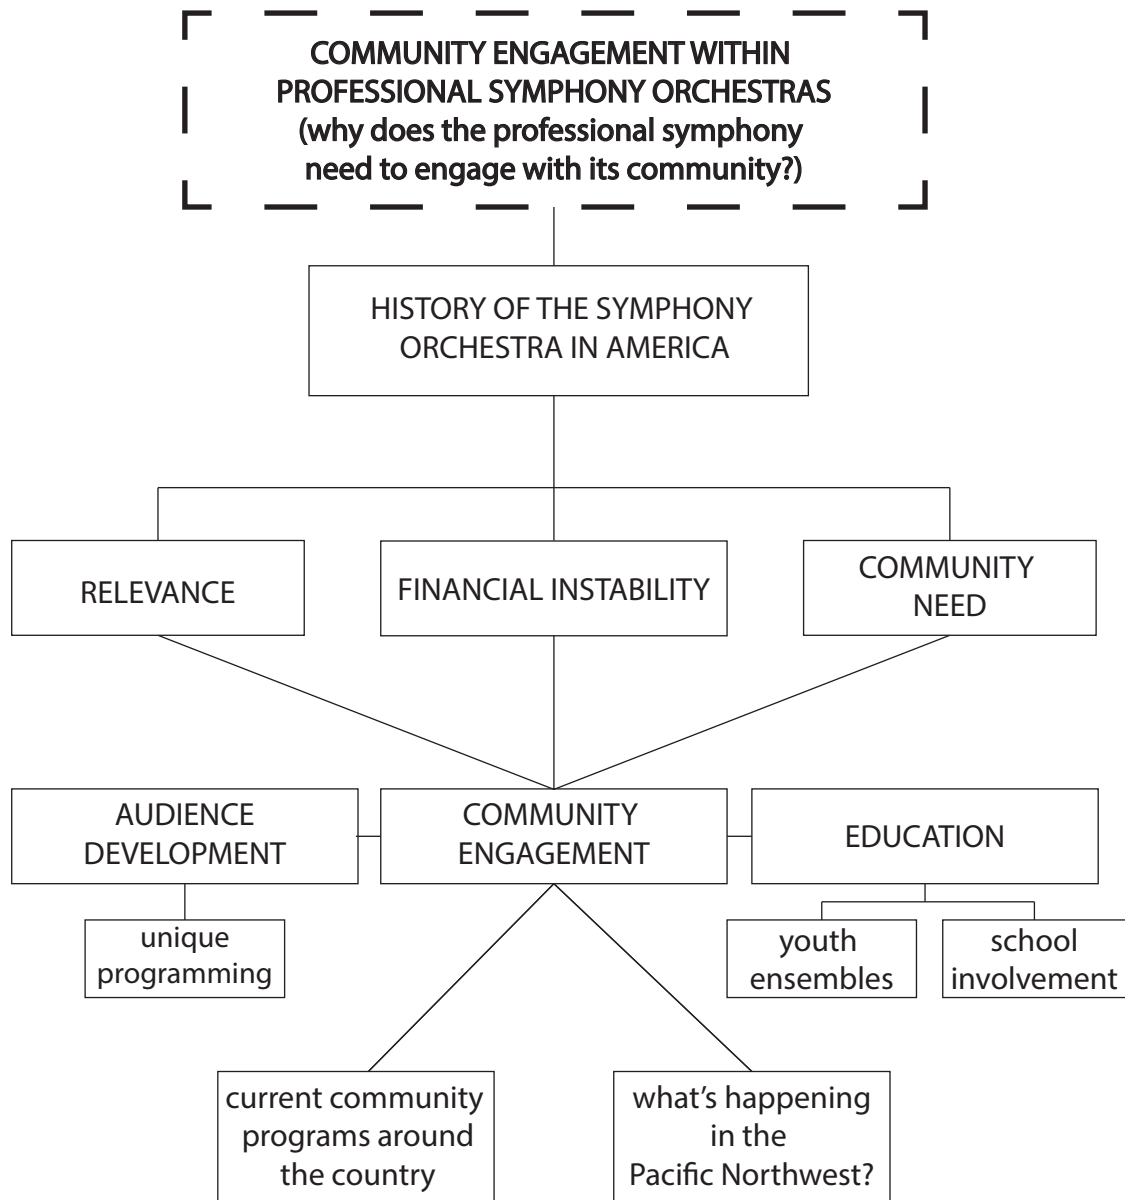 COMMUNITY ENGAGEMENT WITHIN
PROFESSIONAL SYMPHONY ORCHESTRAS
(why does the professional symphony
need to engage with its community?)
HISTORY OF THE SYMPHONY
ORCHESTRA IN AMERICA
RELEVANCE
FINANCIAL INSTABILITY
COMMUNITY
NEED
AUDIENCE
DEVELOPMENT
COMMUNITY
ENGAGEMENT
EDUCATION
unique
programming
youth
ensembles
school
involvement
current community
programs around
the country
what's happening
in the
Pacific Northwest?